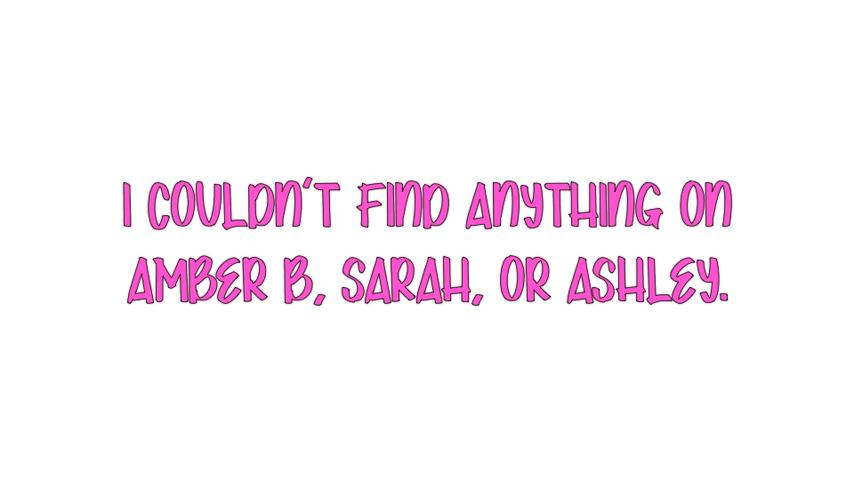 I COULDN'T FIND ANYTHING ON
AMBER B, SARAH, OR ASHLEY.